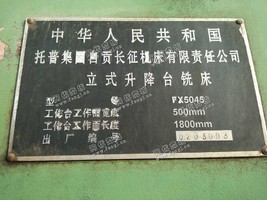 中华人民共和国
托普集团自贡长征机床有限责任公司
立式升降台铣床
型 号 FX5045
工作台工作面宽度 500mm
工作台工作面长度 1800mm
出厂编号